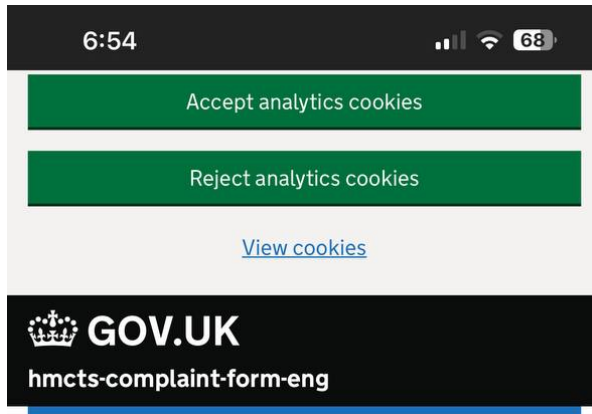 6:54
68
Accept analytics cookies
Reject analytics cookies
View cookies
GOV.UK
hmcts-complaint-form-eng